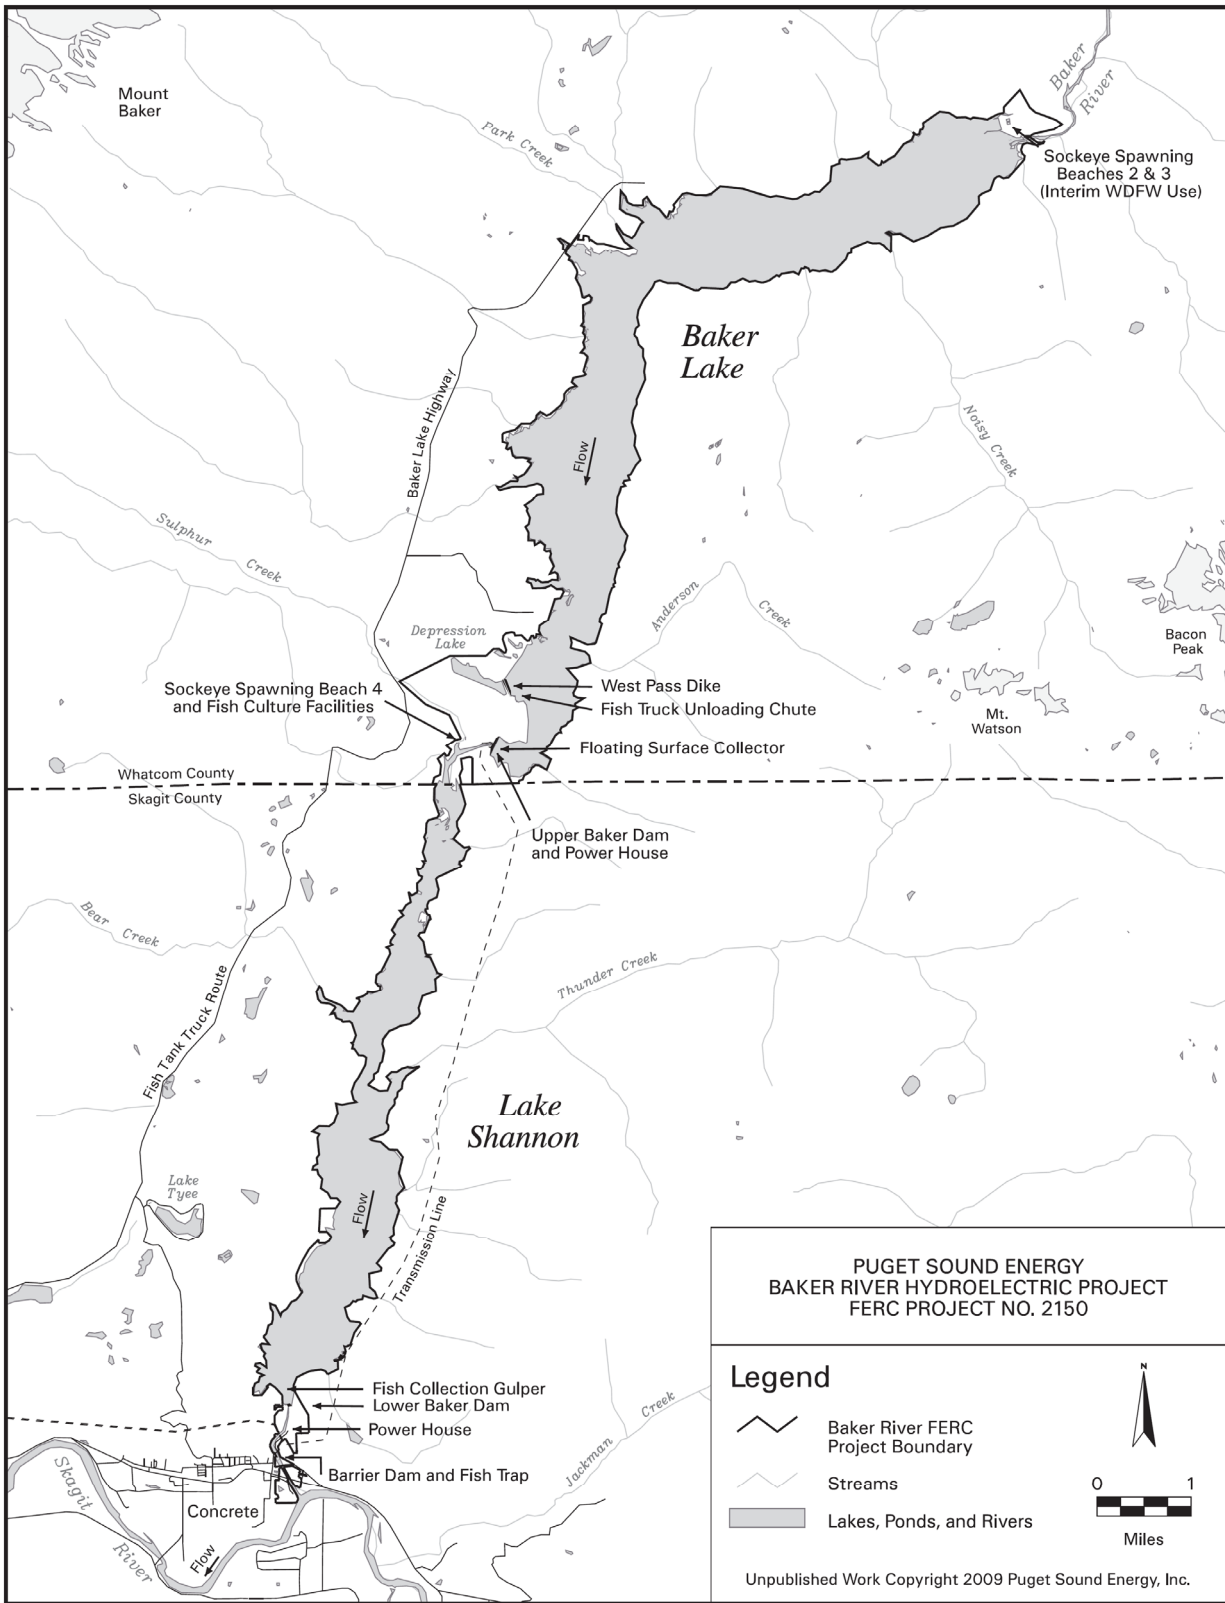 Mount
Baker
Park Creek
Baker
River
Sockeye Spawning
Beaches 2 & 3
(Interim WDFW Use)
Baker
Lake
Baker Lake Highway
Flow
Noisy Creek
Sulphur
Creek
Anderson
Creek
Depression
Lake
Bacon
Peak
Sockeye Spawning Beach 4
and Fish Culture Facilities
West Pass Dike
Fish Truck Unloading Chute
Mt.
Watson
Floating Surface Collector
Whatcom County
Skagit County
Upper Baker Dam
and Power House
Bear
Creek
Thunder Creek
Fish Tank Truck Route
Lake
Shannon
Lake
Tyee
Flow
Transmission Line
PUGET SOUND ENERGY
BAKER RIVER HYDROELECTRIC PROJECT
FERC PROJECT NO. 2150
Fish Collection Gulper
Lower Baker Dam
Power House
Barrier Dam and Fish Trap
Jackman
Creek
Skagit
River
Concrete
Flow
Legend
N
Baker River FERC
Project Boundary
Streams
Lakes, Ponds, and Rivers
0 1
Miles
Unpublished Work Copyright 2009 Puget Sound Energy, Inc.